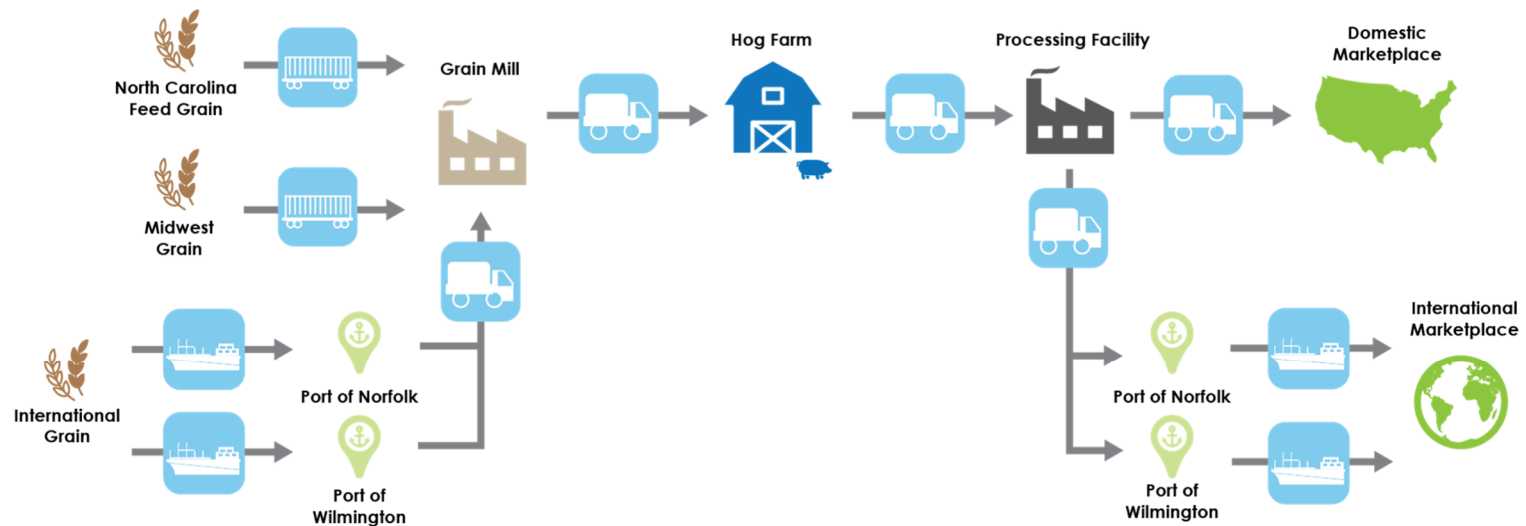 North Carolina
Feed Grain
Grain Mill
Hog Farm
Processing Facility
Domestic
Marketplace
Midwest
Grain
International
Grain
Port of Norfolk
Port of
Wilmington
Port of Norfolk
Port of
Wilmington
International
Marketplace